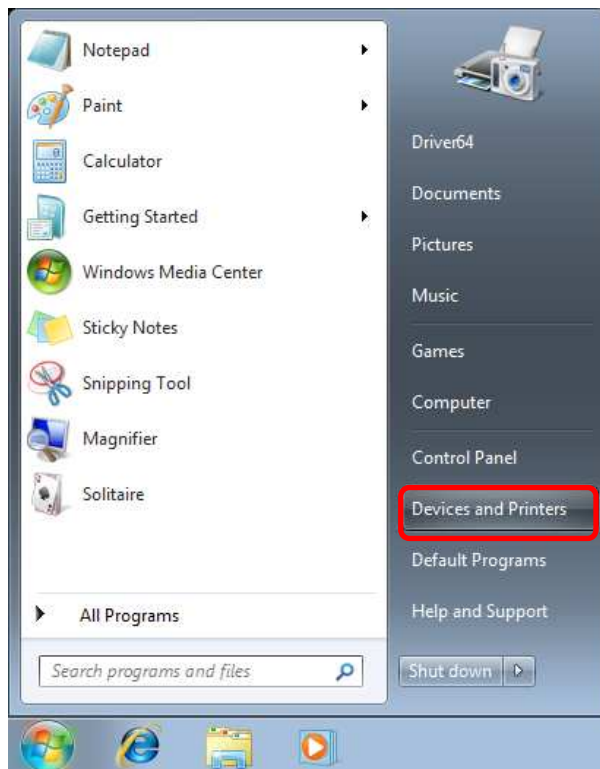 Notepad
Paint
Calculator
Getting Started
Windows Media Center
Sticky Notes
Snipping Tool
Magnifier
Solitaire
All Programs
Search programs and files
Driver64
Documents
Pictures
Music
Games
Computer
Control Panel
Devices and Printers
Default Programs
Help and Support
Shut down